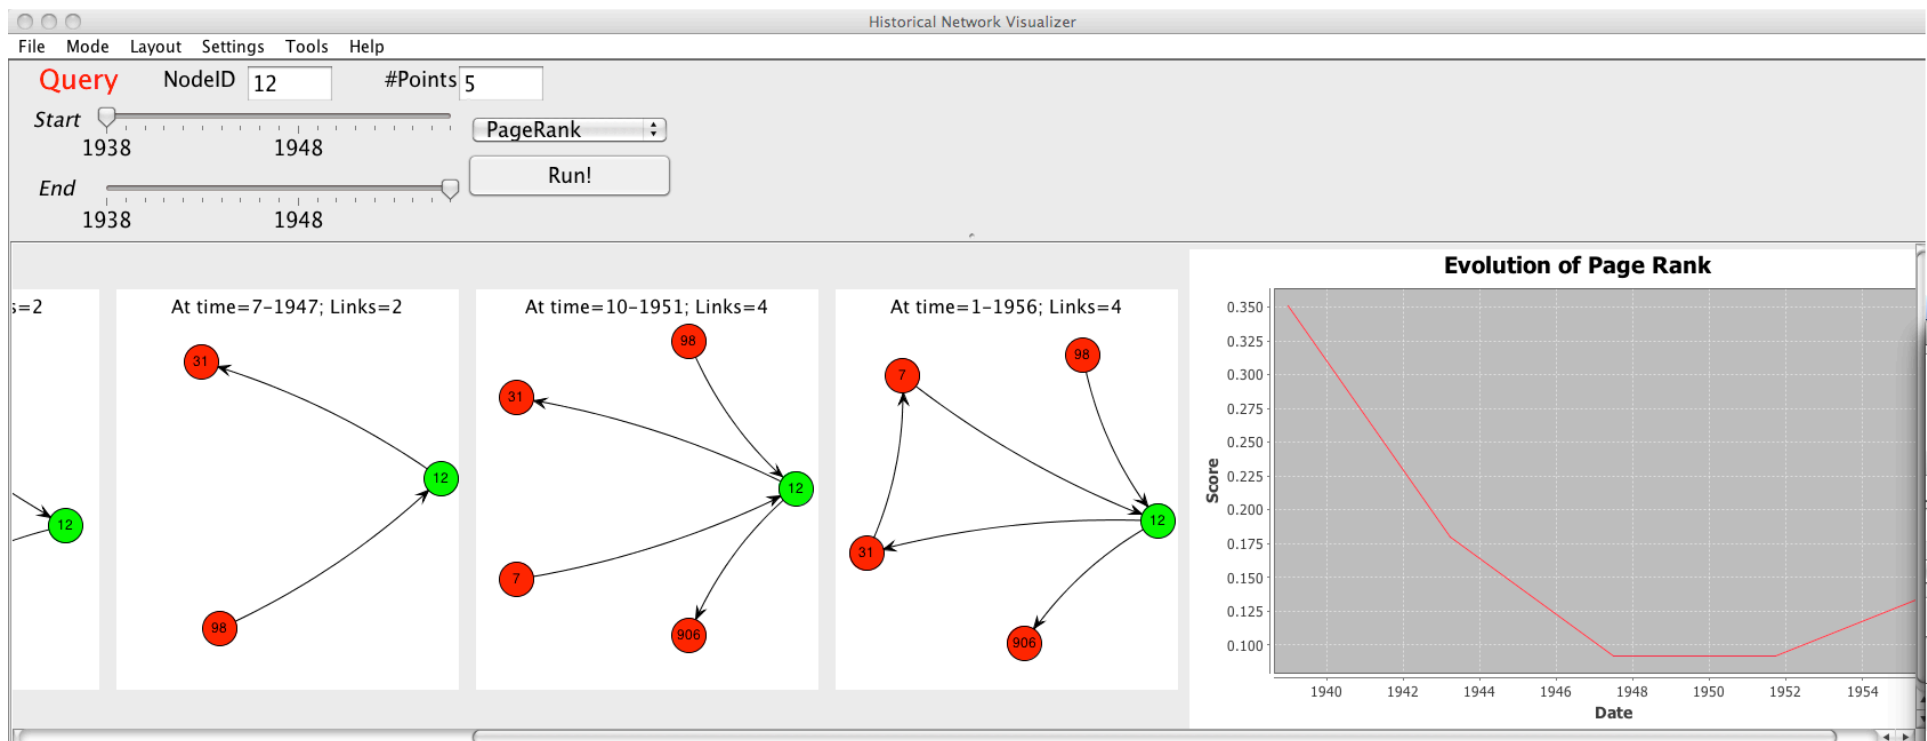 Historical Network Visualizer
File Mode Layout Settings Tools Help
Query NodeID 12 #Points 5
Start
1938 1948
PageRank
End
1938 1948
Run!
s=2
12
At time=7-1947; Links=2
31
12
98
At time=10-1951; Links=4
98
31
12
7
906
At time=1-1956; Links=4
98
7
12
31
906
Evolution of Page Rank
Score
0.350
0.325
0.300
0.275
0.250
0.225
0.200
0.175
0.150
0.125
0.100
1940 1942 1944 1946 1948 1950 1952 1954
Date